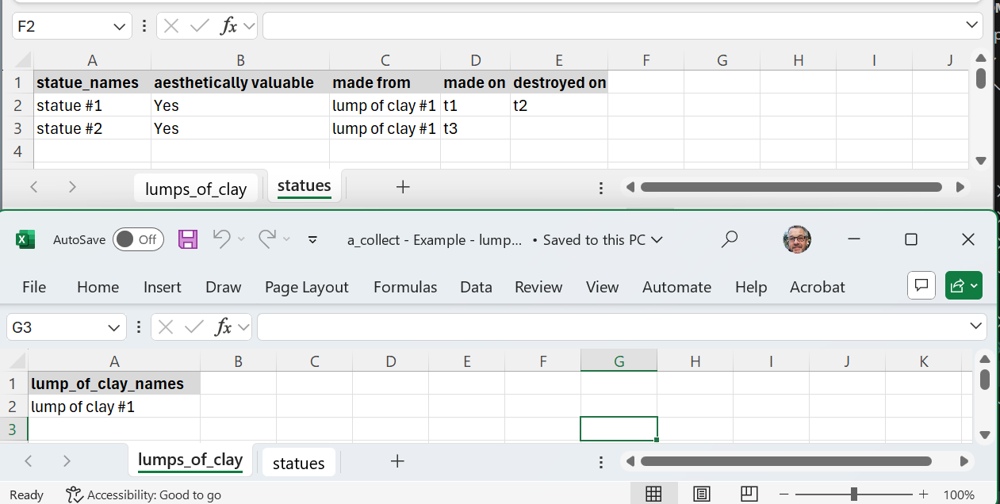 F2 fx
A B C D E F G H I J
1 statue_names aesthetically valuable made from made on destroyed on
2 statue #1 Yes lump of clay #1 t1 t2
3 statue #2 Yes lump of clay #1 t3
4
lumps_of_clay statues +
AutoSave Off a_collect - Example - lump... • Saved to this PC
File Home Insert Draw Page Layout Formulas Data Review View Automate Help Acrobat
G3 fx
A B C D E F G H I J K
1 lump_of_clay_names
2 lump of clay #1
3
lumps_of_clay statues +
Ready Accessibility: Good to go - + 100%